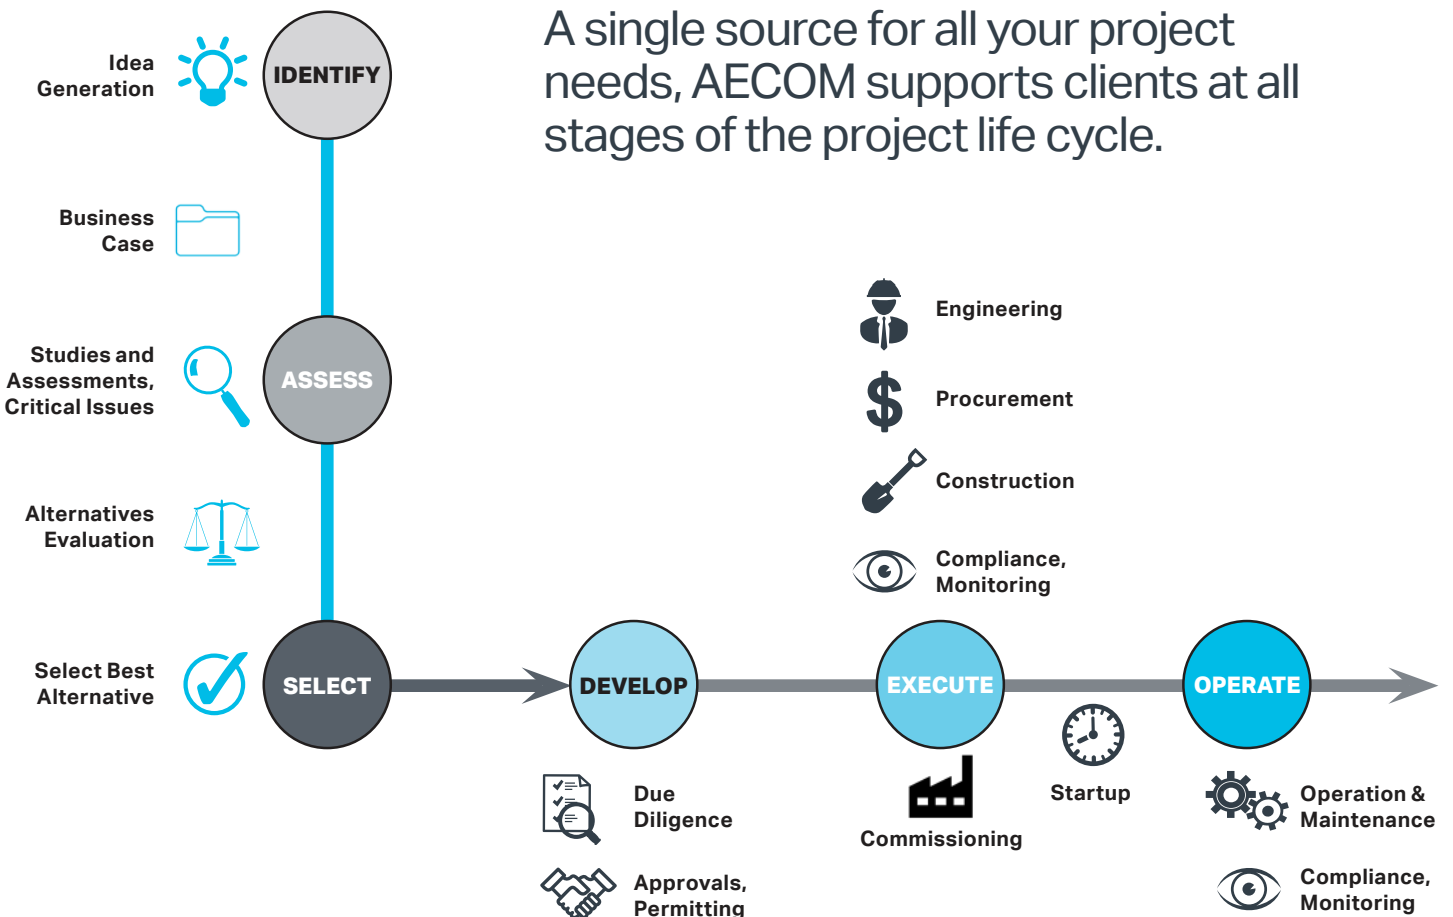 A single source for all your project
needs, AECOM supports clients at all
stages of the project life cycle.
Idea
Generation
IDENTIFY
Business
Case
Studies and
Assessments,
Critical Issues
ASSESS
Alternatives
Evaluation
Select Best
Alternative
SELECT
DEVELOP
Due
Diligence
Approvals,
Permitting
Engineering
Procurement
Construction
Compliance,
Monitoring
EXECUTE
Commissioning
Startup
OPERATE
Operation &
Maintenance
Compliance,
Monitoring